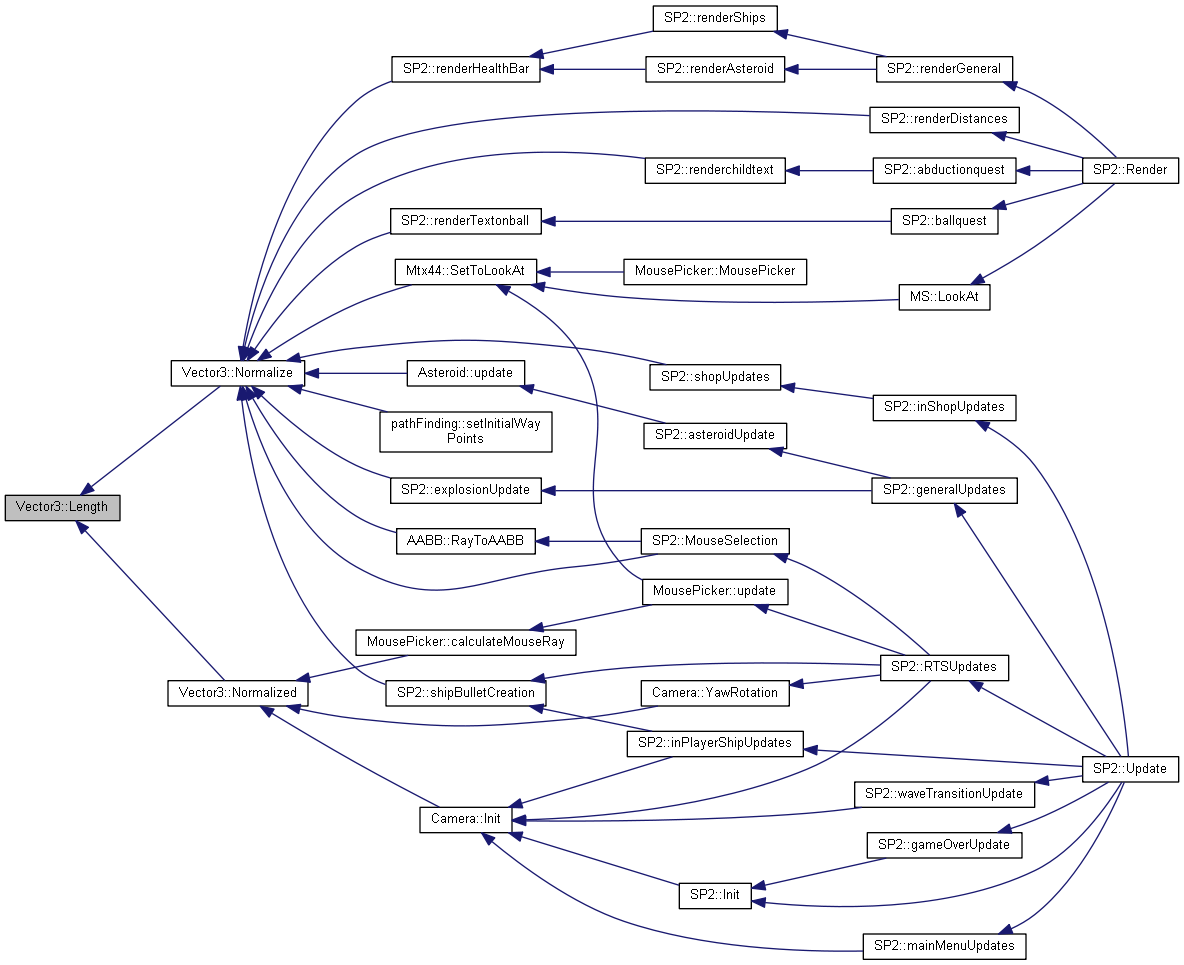 SP2::renderShips
SP2::renderHealthBar
SP2::renderAsteroid
SP2::renderGeneral
SP2::renderDistances
SP2::renderchildtext
SP2::abductionquest
SP2::Render
SP2::renderTextonball
SP2::ballquest
Mtx44::SetToLookAt
MousePicker::MousePicker
MS::LookAt
Vector3::Normalize
Asteroid::update
SP2::shopUpdates
SP2::inShopUpdates
pathFinding::setInitialWay
Points
SP2::asteroidUpdate
SP2::explosionUpdate
SP2::generalUpdates
Vector3::Length
AABB::RayToAABB
SP2::MouseSelection
MousePicker::update
MousePicker::calculateMouseRay
SP2::RTSUpdates
Vector3::Normalized
SP2::shipBulletCreation
Camera::YawRotation
SP2::inPlayerShipUpdates
SP2::Update
SP2::waveTransitionUpdate
Camera::Init
SP2::gameOverUpdate
SP2::Init
SP2::mainMenuUpdates